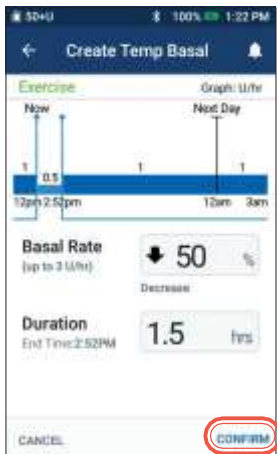 50+U 100% 1:22 PM
Create Temp Basal
Exercise Graph: U/hr
Now Next Day
1 0.5 1 1
12pm 2:52pm 12am 3am
Basal Rate
(up to 3 U/hr)
50 %
Decrease
Duration
End Time: 2:52PM
1.5 hrs
CANCEL CONFIRM